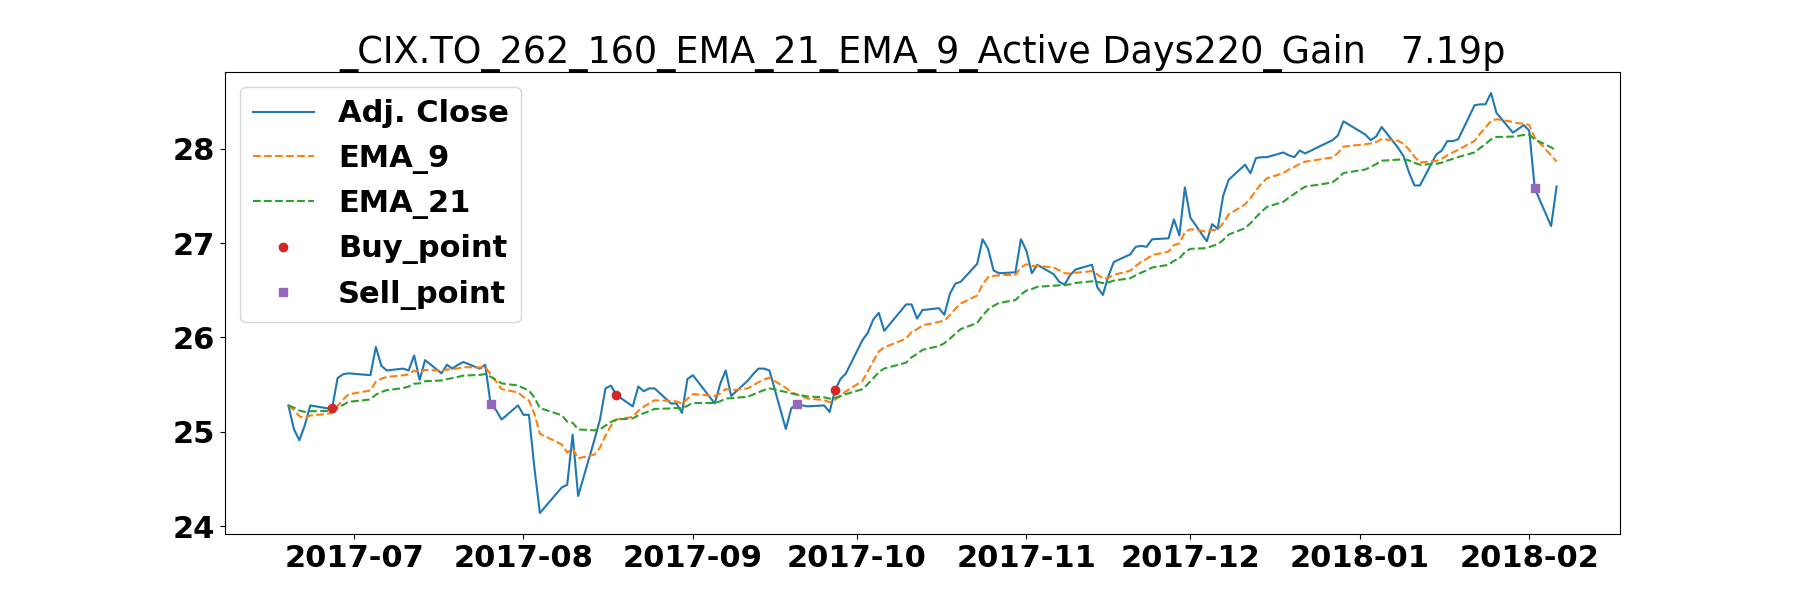 _CIX.TO_262_160_EMA_21_EMA_9_Active Days220_Gain   7.19p
Adj. Close
EMA_9
EMA_21
Buy_point
Sell_point
28
27
26
25
24
2017-07 2017-08 2017-09 2017-10 2017-11 2017-12 2018-01 2018-02